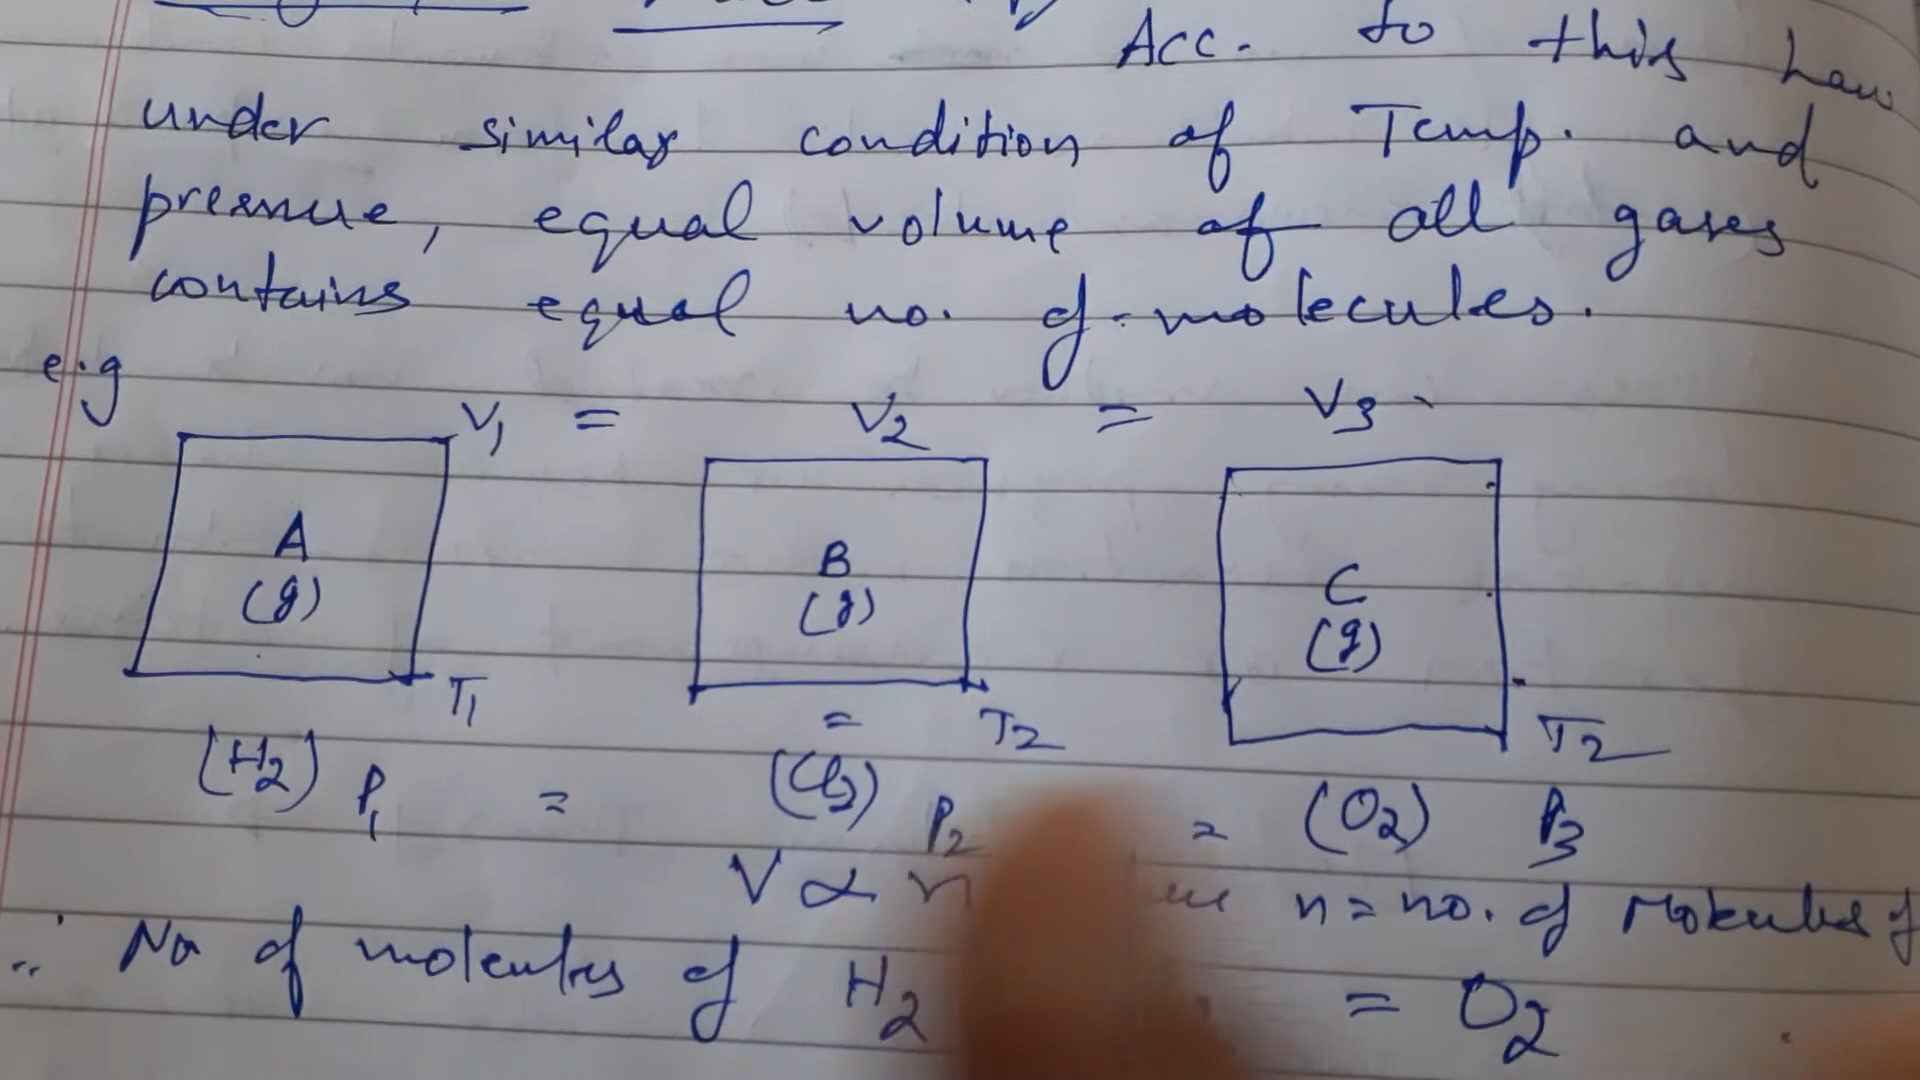 Acc. to this Law
under similar condition of Temp. and
pressure, equal volume of all gases
contains equal no. of molecules.
e.g
V1 = V2 = V3
A B C
(g) (g) (g)
T1 = T2 T2
(H2) P1 = (Cl2) P2 = (O2) P3
V ∝ n n = no. of molecules of
∴ No of molecules of H2 = O2